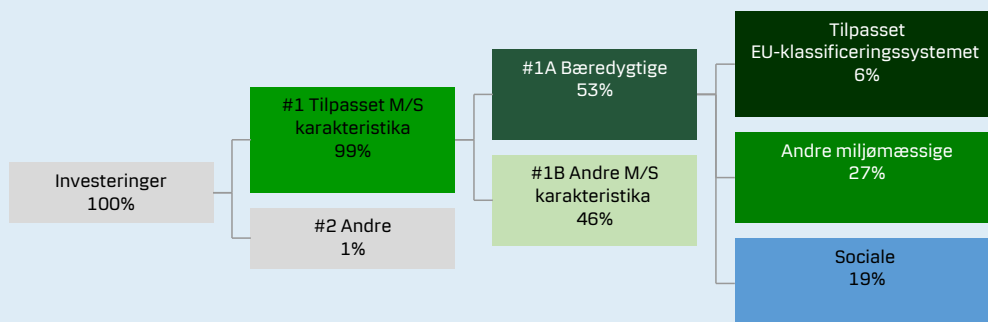 Investeringer
100%
#1 Tilpasset M/S
karakteristika
99%
#2 Andre
1%
#1A Bæredygtige
53%
#1B Andre M/S
karakteristika
46%
Tilpasset
EU-klassificeringssystemet
6%
Andre miljømæssige
27%
Sociale
19%